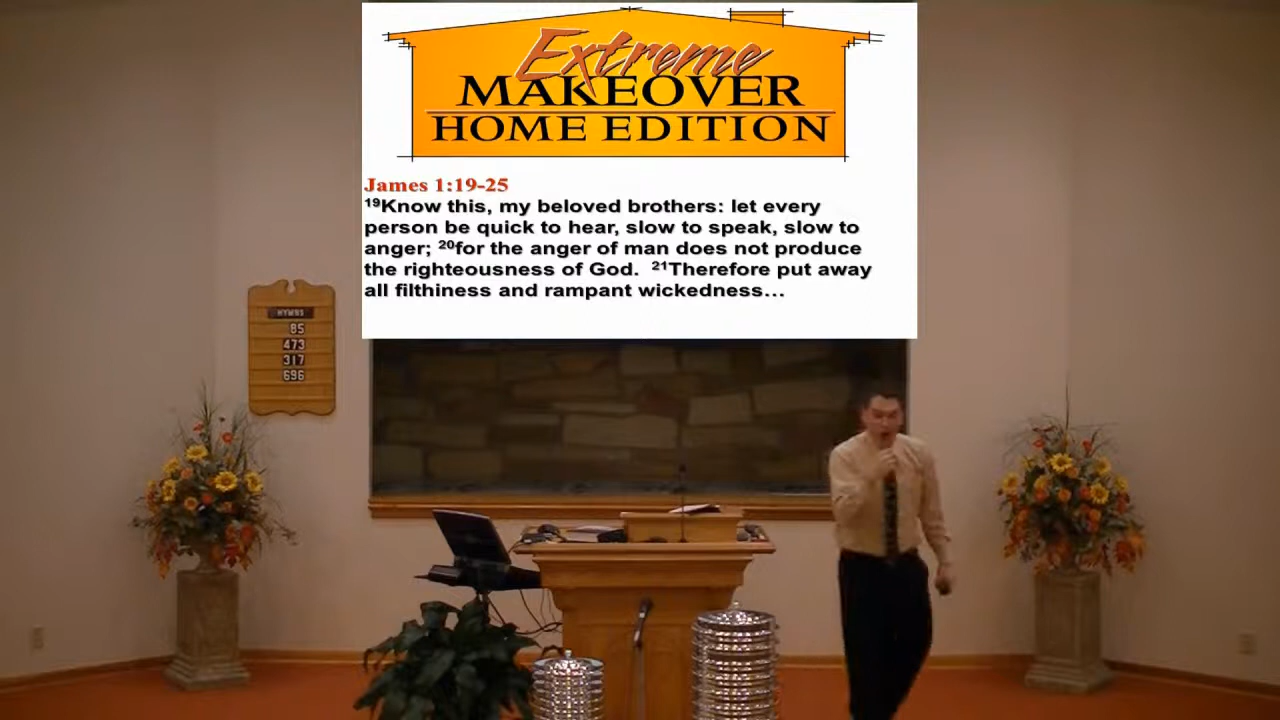 Extreme
MAKEOVER
HOME EDITION
James 1:19-25
¹⁹Know this, my beloved brothers: let every
person be quick to hear, slow to speak, slow to
anger; ²⁰for the anger of man does not produce
the righteousness of God. ²¹Therefore put away
all filthiness and rampant wickedness…
HYMNS
85
473
317
696